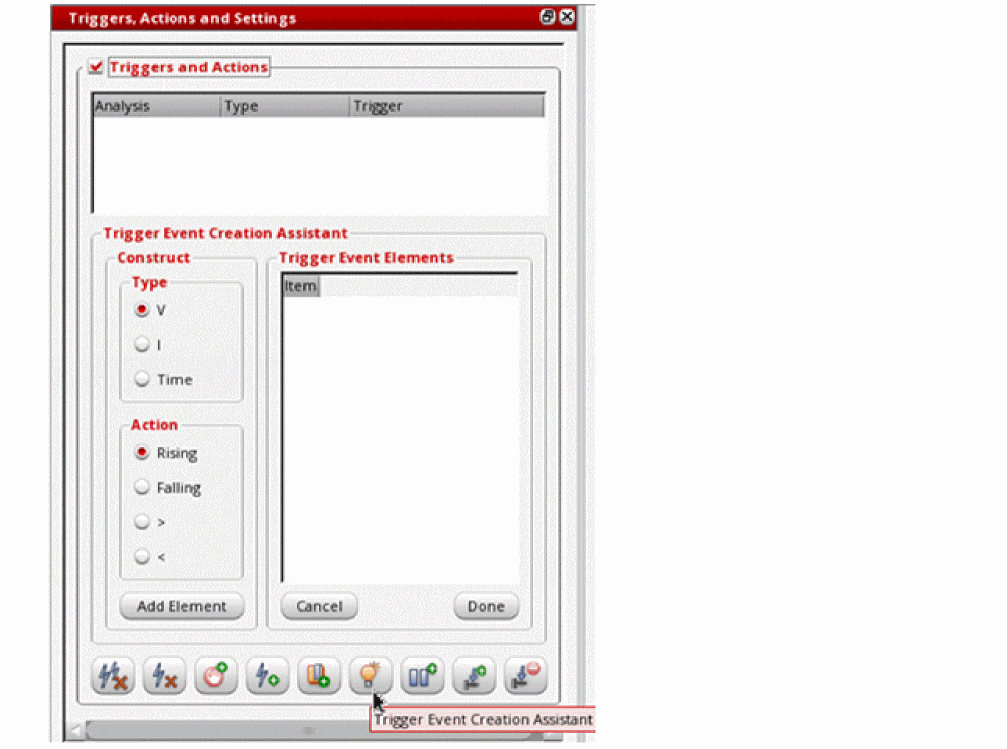 Triggers, Actions and Settings
Triggers and Actions
Analysis Type Trigger
Trigger Event Creation Assistant
Construct
Type
V
I
Time
Action
Rising
Falling
>
<
Add Element
Trigger Event Elements
Item
Cancel Done
Trigger Event Creation Assistant